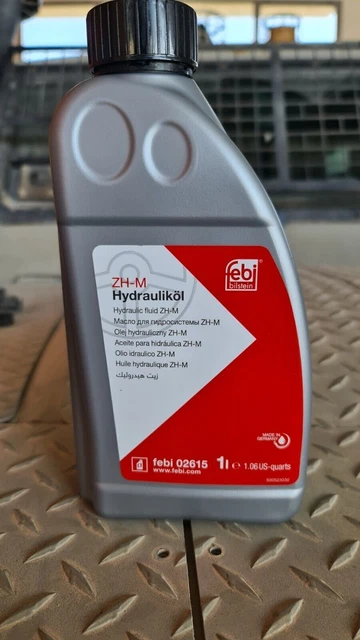 febi
bilstein
ZH-M
Hydrauliköl
Hydraulic fluid ZH-M
Масло для гидросистемы ZH-M
Olej hydrauliczny ZH-M
Aceite para hidráulica ZH-M
Olio idraulico ZH-M
Huile hydraulique ZH-M
زيت هيدروليك
MADE IN
GERMANY
febi 02615
www.febi.com
1l e 1.06 US-quarts